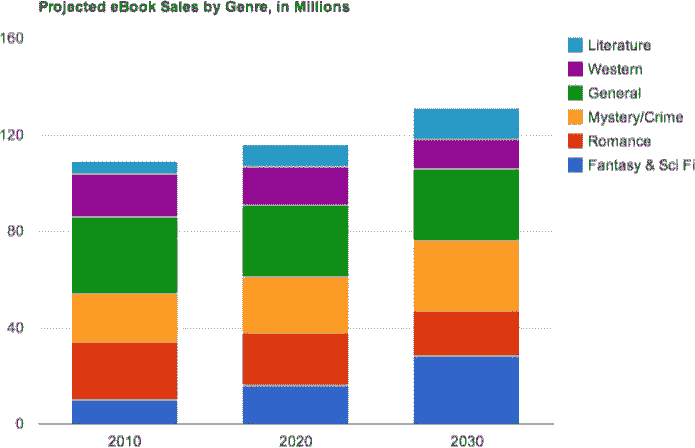 Projected eBook Sales by Genre, in Millions
160
120
80
40
0
2010
2020
2030
Literature
Western
General
Mystery/Crime
Romance
Fantasy & Sci Fi